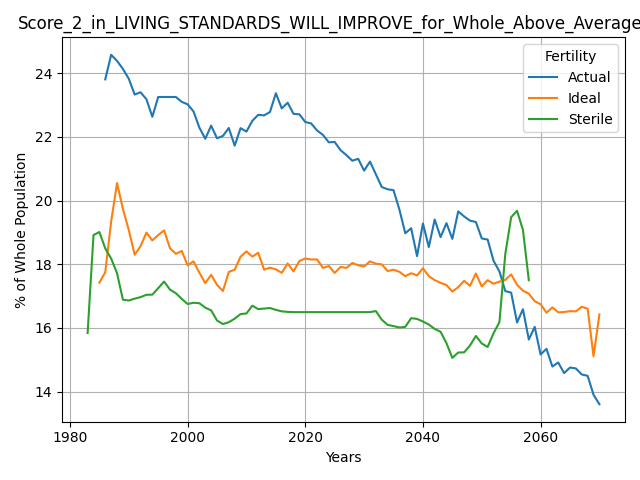 Score_2_in_LIVING_STANDARDS_WILL_IMPROVE_for_Whole_Above_Average
Fertility
Actual
Ideal
Sterile
% of Whole Population
24
22
20
18
16
14
1980
2000
2020
2040
2060
Years